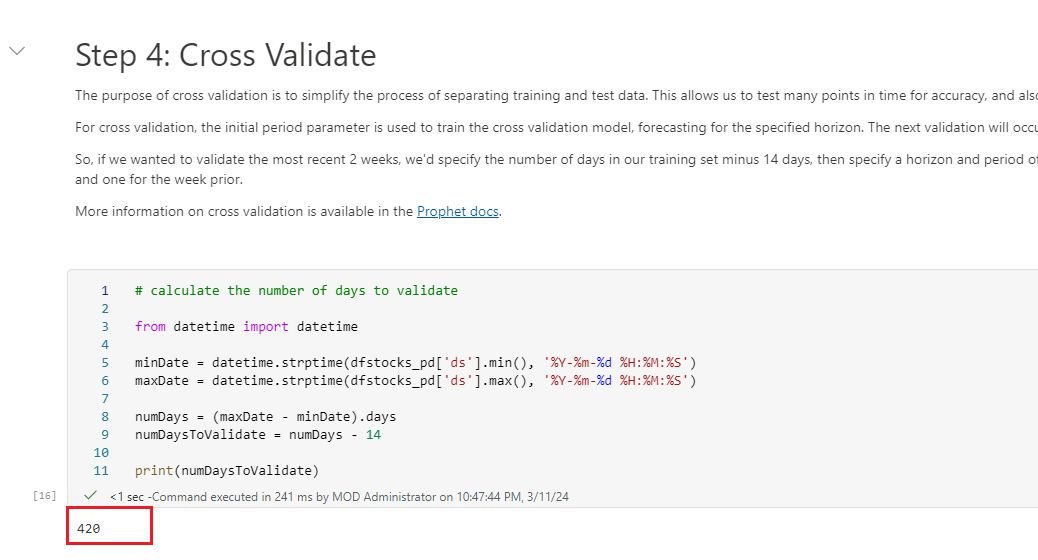 Step 4: Cross Validate
The purpose of cross validation is to simplify the process of separating training and test data. This allows us to test many points in time for accuracy, and also
For cross validation, the initial period parameter is used to train the cross validation model, forecasting for the specified horizon. The next validation will occu
So, if we wanted to validate the most recent 2 weeks, we'd specify the number of days in our training set minus 14 days, then specify a horizon and period of
and one for the week prior.
More information on cross validation is available in the Prophet docs.
1 # calculate the number of days to validate
2
3 from datetime import datetime
4
5 minDate = datetime.strptime(dfstocks_pd['ds'].min(), '%Y-%m-%d %H:%M:%S')
6 maxDate = datetime.strptime(dfstocks_pd['ds'].max(), '%Y-%m-%d %H:%M:%S')
7
8 numDays = (maxDate - minDate).days
9 numDaysToValidate = numDays - 14
10
11 print(numDaysToValidate)
[16] <1 sec -Command executed in 241 ms by MOD Administrator on 10:47:44 PM, 3/11/24
420